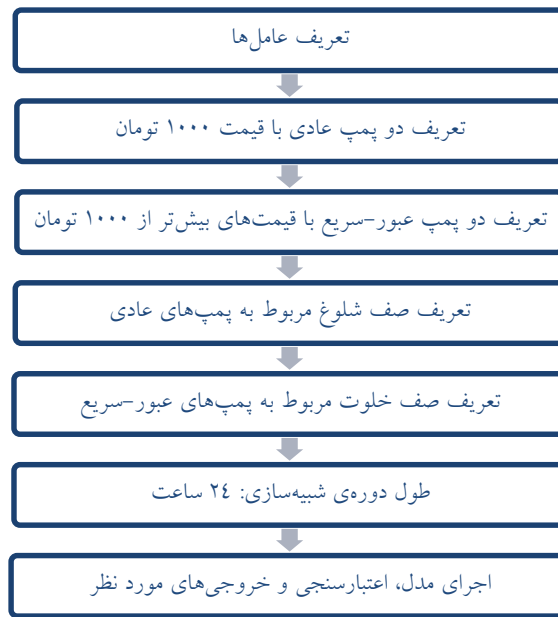 تعریف عامل‌ها
تعریف دو پمپ عادی با قیمت ۱۰۰۰ تومان
تعریف دو پمپ عبور-سریع با قیمت‌های بیش‌تر از ۱۰۰۰ تومان
تعریف صف شلوغ مربوط به پمپ‌های عادی
تعریف صف خلوت مربوط به پمپ‌های عبور-سریع
طول دوره‌ی شبیه‌سازی: ۲٤ ساعت
اجرای مدل، اعتبارسنجی و خروجی‌های مورد نظر